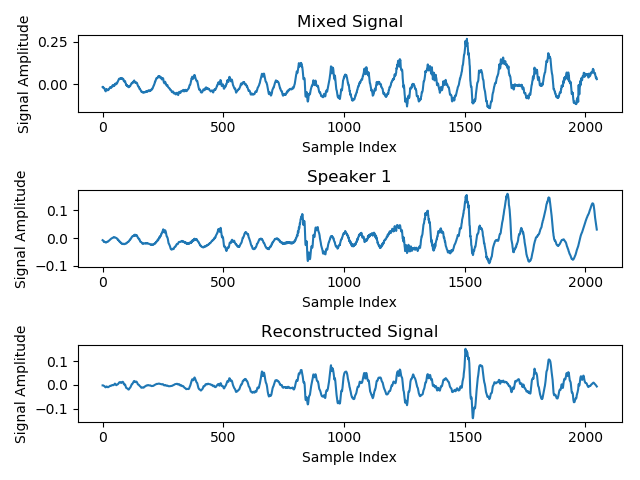 Mixed Signal
Signal Amplitude
0.25
0.00
0 500 1000 1500 2000
Sample Index
Speaker 1
Signal Amplitude
0.1
0.0
−0.1
0 500 1000 1500 2000
Sample Index
Reconstructed Signal
Signal Amplitude
0.1
0.0
−0.1
0 500 1000 1500 2000
Sample Index